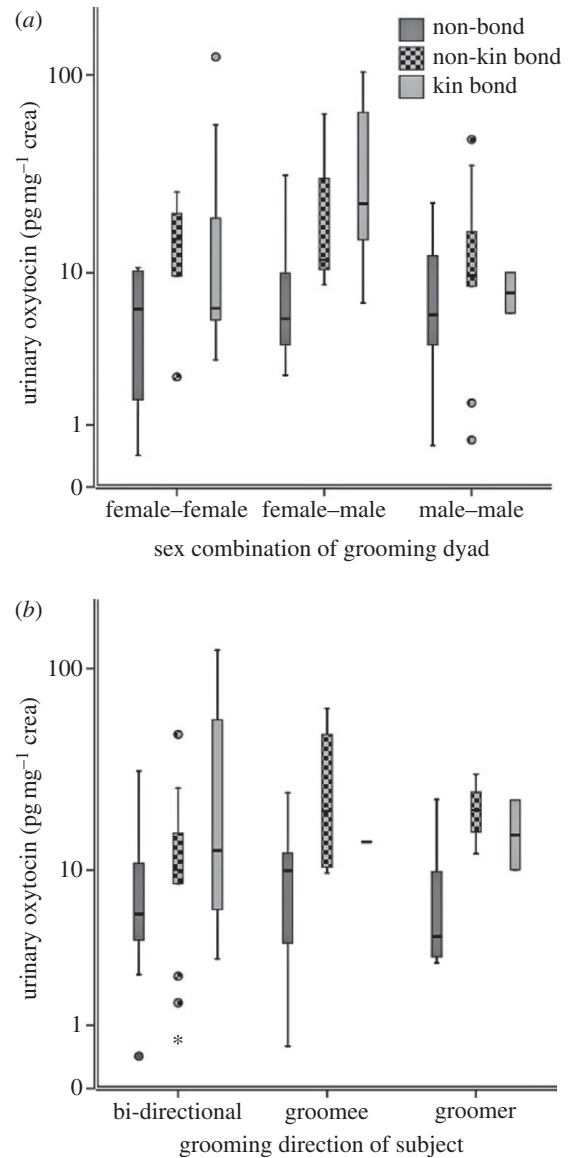 (a)
non-bond
non-kin bond
kin bond
100
10
1
0
urinary oxytocin (pg mg⁻¹ crea)
female–female female–male male–male
sex combination of grooming dyad
(b)
100
10
1
0
urinary oxytocin (pg mg⁻¹ crea)
*
bi-directional groomee groomer
grooming direction of subject